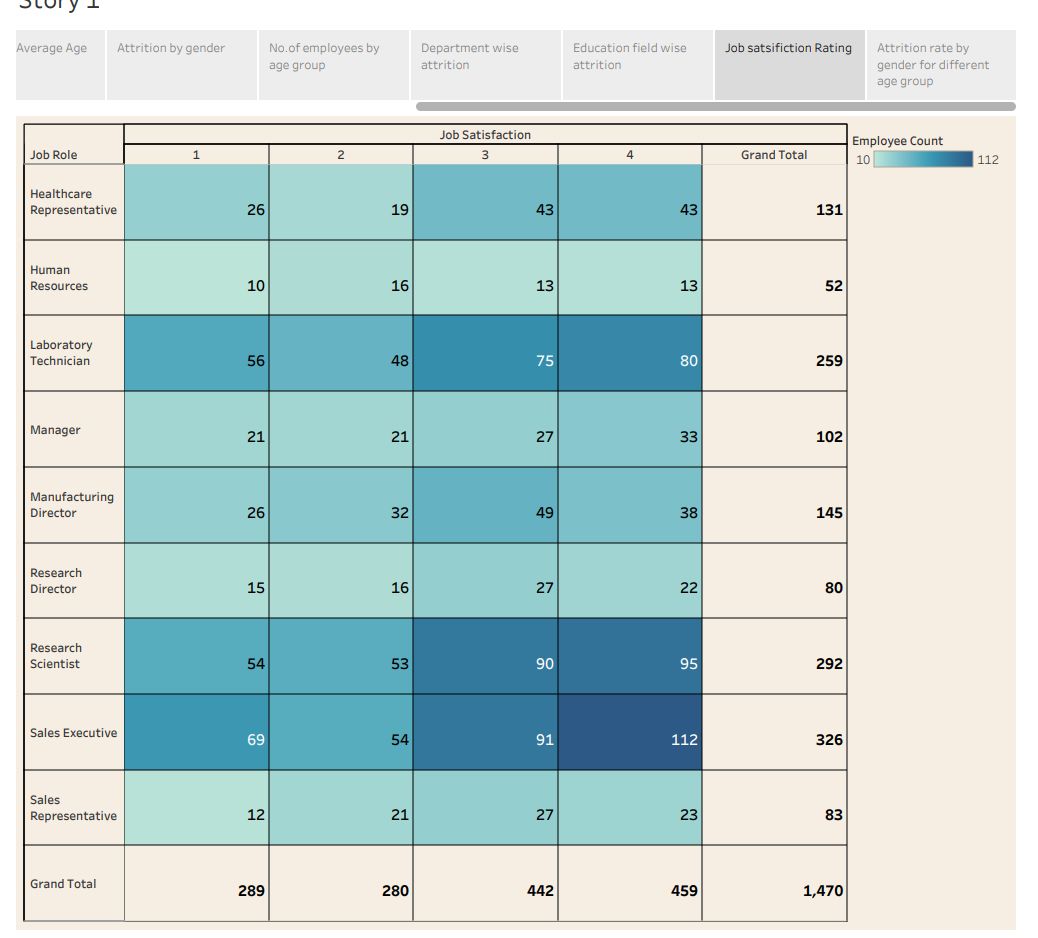 Story 1
Average Age
Attrition by gender
No.of employees by
age group
Department wise
attrition
Education field wise
attrition
Job satsifiction Rating
Attrition rate by
gender for different
age group
Job Satisfaction
Job Role 1 2 3 4 Grand Total
Healthcare
Representative 26 19 43 43 131
Human
Resources 10 16 13 13 52
Laboratory
Technician 56 48 75 80 259
Manager 21 21 27 33 102
Manufacturing
Director 26 32 49 38 145
Research
Director 15 16 27 22 80
Research
Scientist 54 53 90 95 292
Sales Executive 69 54 91 112 326
Sales
Representative 12 21 27 23 83
Grand Total 289 280 442 459 1,470
Employee Count
10 112